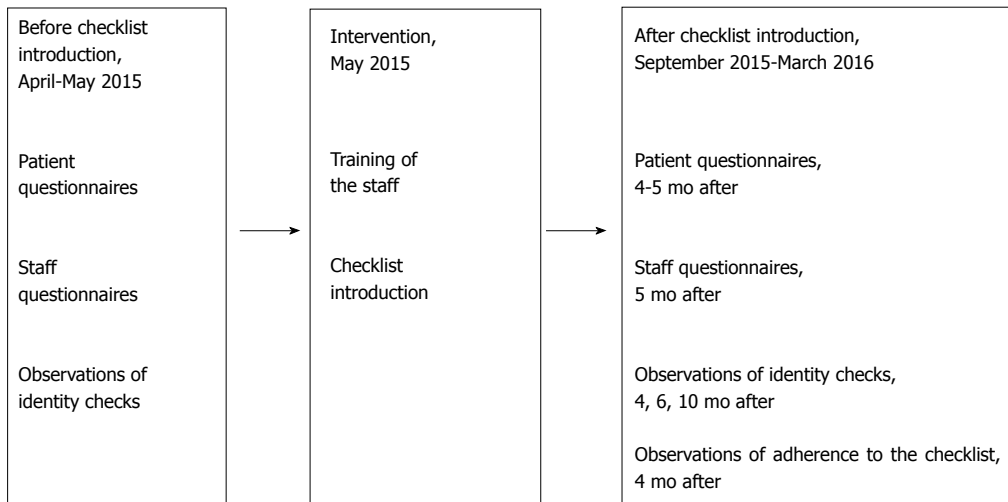 Before checklist
introduction,
April-May 2015
Patient
questionnaires
Staff
questionnaires
Observations of
identity checks
Intervention,
May 2015
Training of
the staff
Checklist
introduction
After checklist introduction,
September 2015-March 2016
Patient questionnaires,
4-5 mo after
Staff questionnaires,
5 mo after
Observations of identity checks,
4, 6, 10 mo after
Observations of adherence to the checklist,
4 mo after